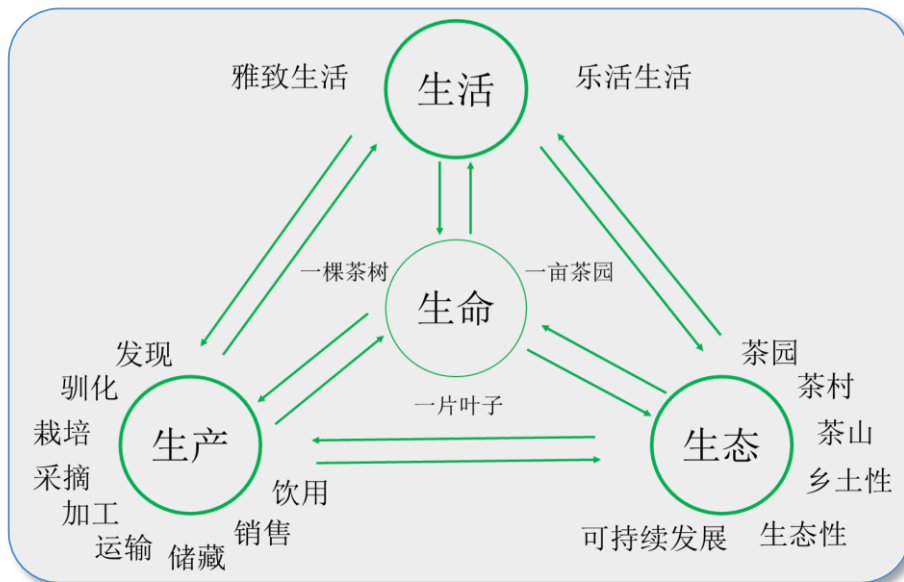 雅致生活
生活
乐活生活
一棵茶树
生命
一亩茶园
一片叶子
发现
驯化
栽培
采摘
加工
运输
储藏
销售
饮用
生产
茶园
茶村
茶山
乡土性
生态性
可持续发展
生态